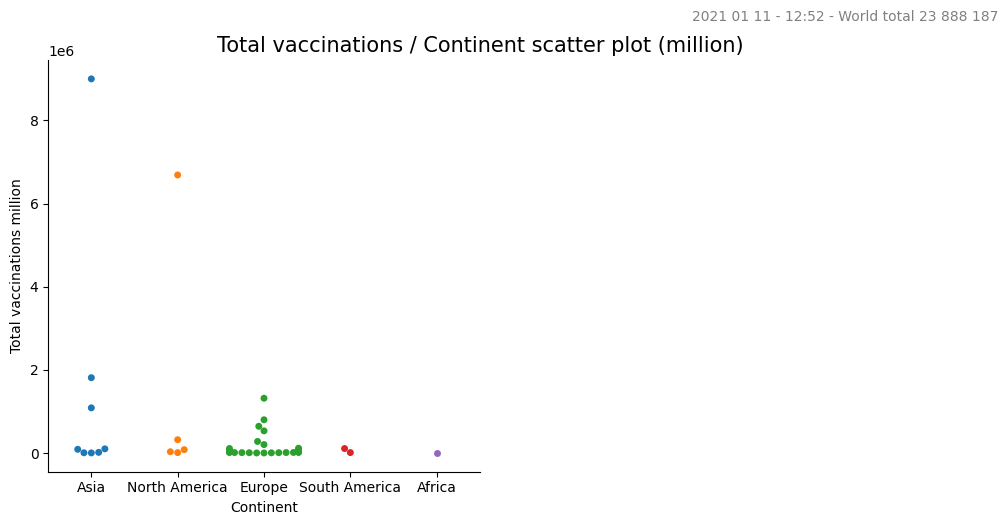 2021 01 11 - 12:52 - World total 23 888 187
Total vaccinations / Continent scatter plot (million)
1e6
8
6
4
2
0
Total vaccinations million
Asia North America Europe South America Africa
Continent